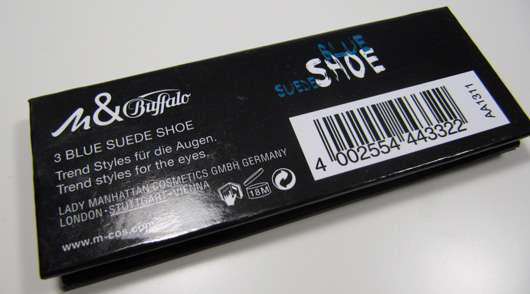 m&Buffalo
BLUE
SUEDE SHOE
3 BLUE SUEDE SHOE
Trend Styles für die Augen.
Trend styles for the eyes.
LADY MANHATTAN COSMETICS GMBH GERMANY
LONDON-STUTTGART-VIENNA
18M
www.m-cos.com
4 002554 443322
AA1311